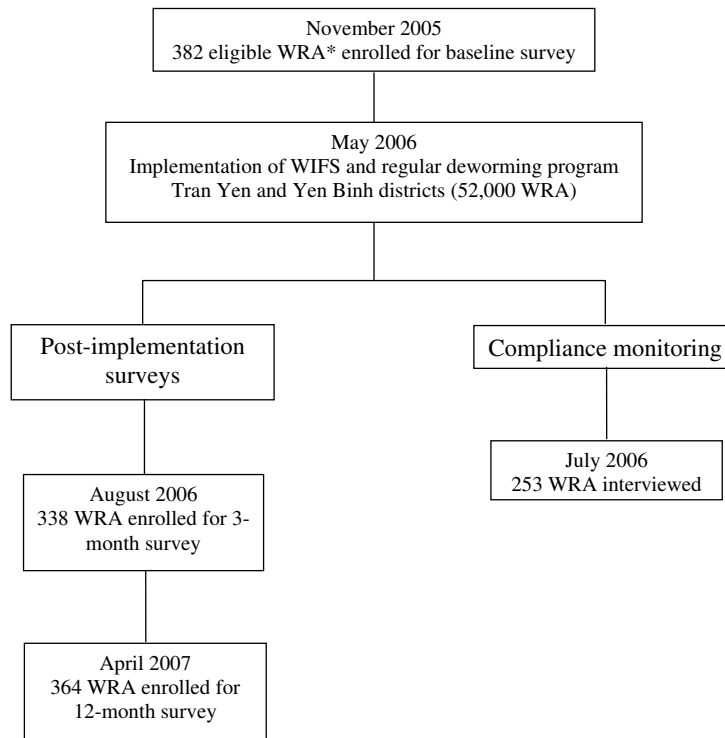 November 2005
382 eligible WRA* enrolled for baseline survey
May 2006
Implementation of WIFS and regular deworming program
Tran Yen and Yen Binh districts (52,000 WRA)
Post-implementation
surveys
Compliance monitoring
August 2006
338 WRA enrolled for 3-
month survey
July 2006
253 WRA interviewed
April 2007
364 WRA enrolled for
12-month survey